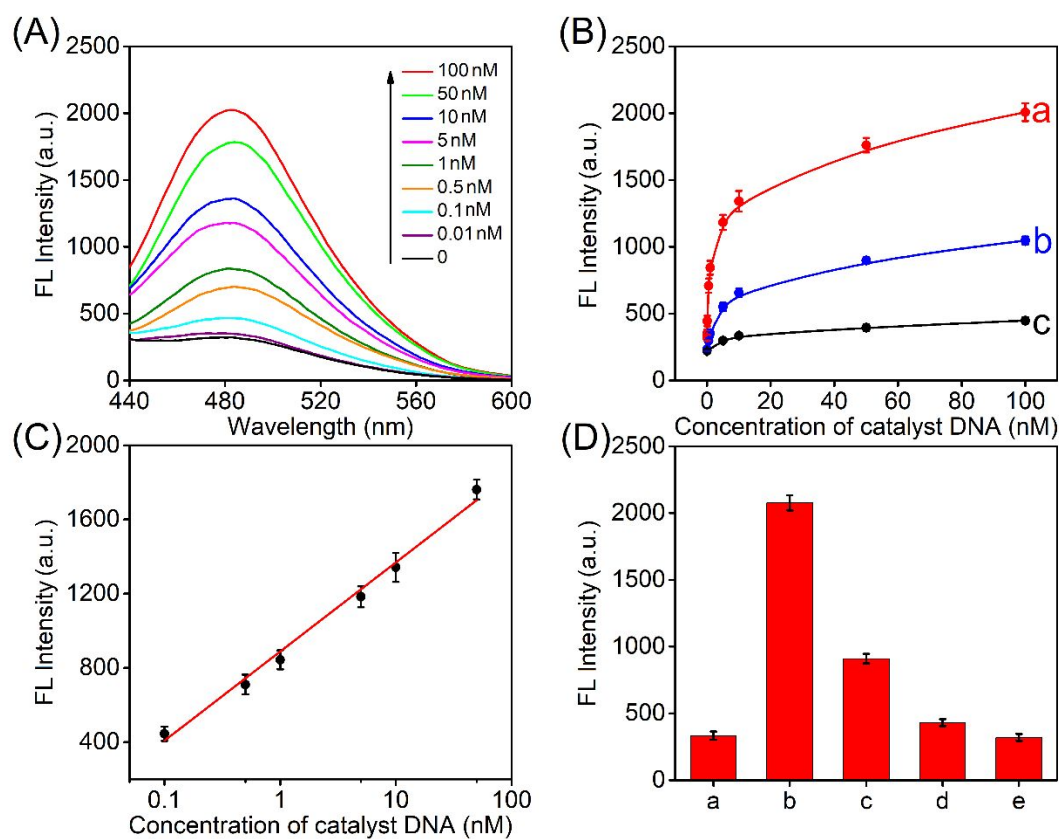 (A)
2500
2000
1500
1000
500
0
FL Intensity (a.u.)
440 480 520 560 600
Wavelength (nm)
100 nM
50 nM
10 nM
5 nM
1 nM
0.5 nM
0.1 nM
0.01 nM
0
(B)
2500
2000
1500
1000
500
0
FL Intensity (a.u.)
0 20 40 60 80 100
Concentration of catalyst DNA (nM)
a
b
c
(C)
2000
1600
1200
800
400
FL Intensity (a.u.)
0.1 1 10 100
Concentration of catalyst DNA (nM)
(D)
2500
2000
1500
1000
500
0
FL Intensity (a.u.)
a b c d e